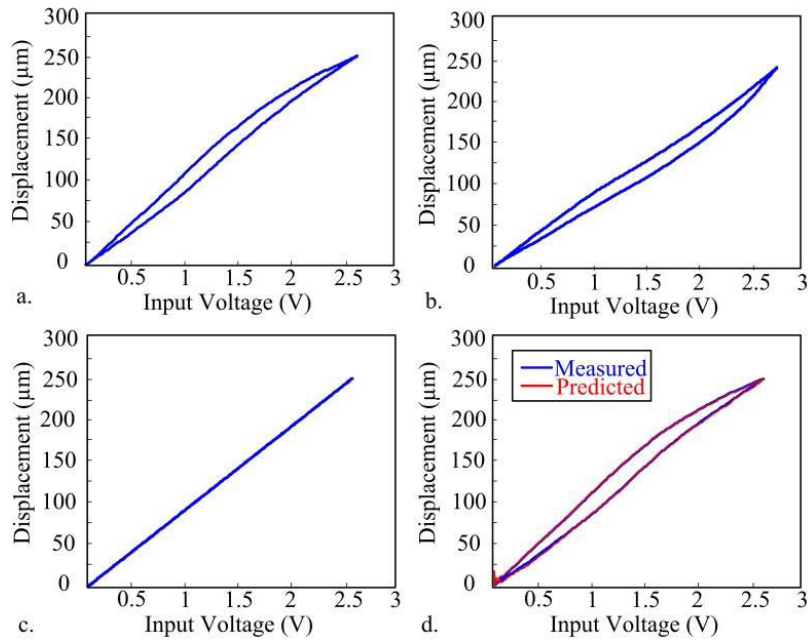 300
250
200
150
100
50
0
Displacement (µm)
0.5 1 1.5 2 2.5 3
Input Voltage (V)
a.
300
250
200
150
100
50
0
Displacement (µm)
0.5 1 1.5 2 2.5 3
Input Voltage (V)
b.
300
250
200
150
100
50
0
Displacement (µm)
0.5 1 1.5 2 2.5 3
Input Voltage (V)
c.
300
250
200
150
100
50
0
Displacement (µm)
Measured
Predicted
0.5 1 1.5 2 2.5 3
Input Voltage (V)
d.